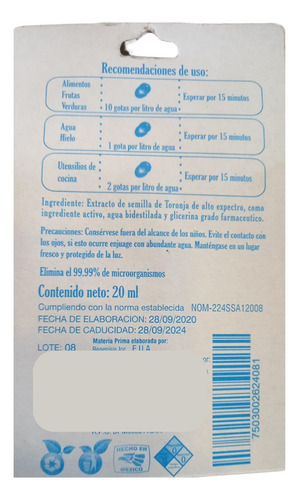 Recomendaciones de uso:
Alimentos
Frutas
Verduras
10 gotas por litro de agua
Esperar por 15 minutos
Agua
Hielo
1 gota por litro de agua
Esperar por 15 minutos
Utensilios de
cocina
2 gotas por litro de agua
Esperar por 15 minutos
Ingrediente: Extracto de semilla de Toronja de alto expectro, como
ingrediente activo, agua bidestilada y glicerina grado farmaceutico.
Precauciones: Consérvese fuera del alcance de los niños. Evite el contacto con
los ojos, si esto ocurre enjuage con abundante agua. Manténgase en un lugar
fresco y protegido de la luz.
Elimina el 99.99% de microorganismos
Contenido neto: 20 ml
Cumpliendo con la norma establecida NOM-224SSA12008
FECHA DE ELABORACION: 28/09/2020
FECHA DE CADUCIDAD: 28/09/2024
LOTE: 08
Materia Prima elaborada por:
E.U.A.
HECHO EN
MÉXICO
7503002624081